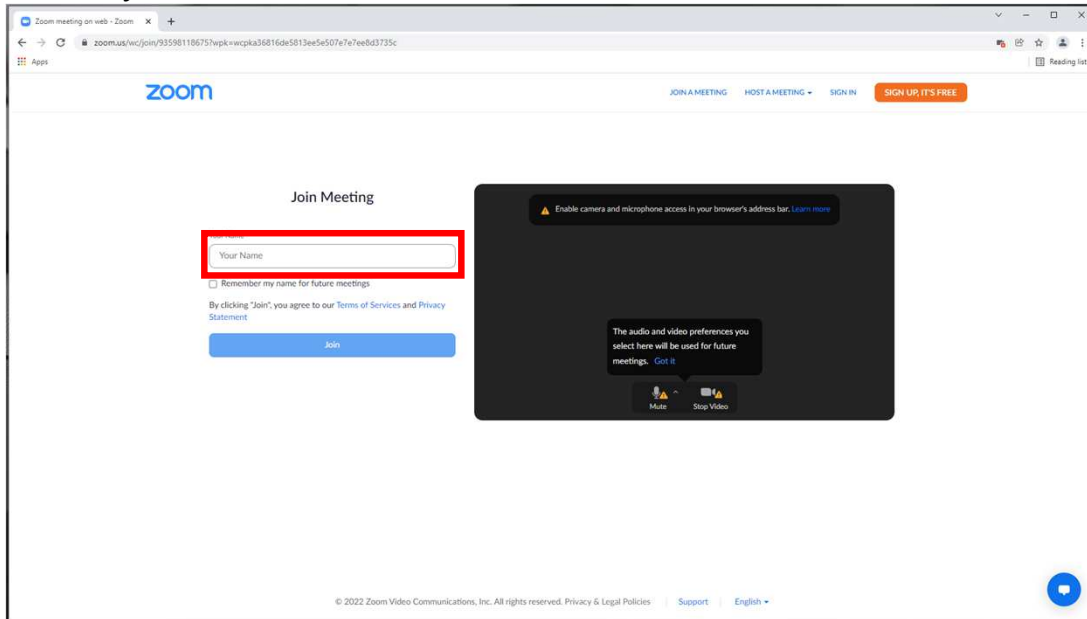 Zoom meeting on web - Zoom
zoom.us/wc/join/93598118675?wpk=wcpka36816de5813ee5e507e7e7ee8d3735c
Apps
Reading list
zoom
JOIN A MEETING HOST A MEETING SIGN IN SIGN UP, IT'S FREE
Join Meeting
Enable camera and microphone access in your browser's address bar. Learn more
Your Name
Remember my name for future meetings
By clicking "Join", you agree to our Terms of Services and Privacy
Statement
Join
The audio and video preferences you
select here will be used for future
meetings. Got it
Mute Stop Video
© 2022 Zoom Video Communications, Inc. All rights reserved. Privacy & Legal Policies Support English